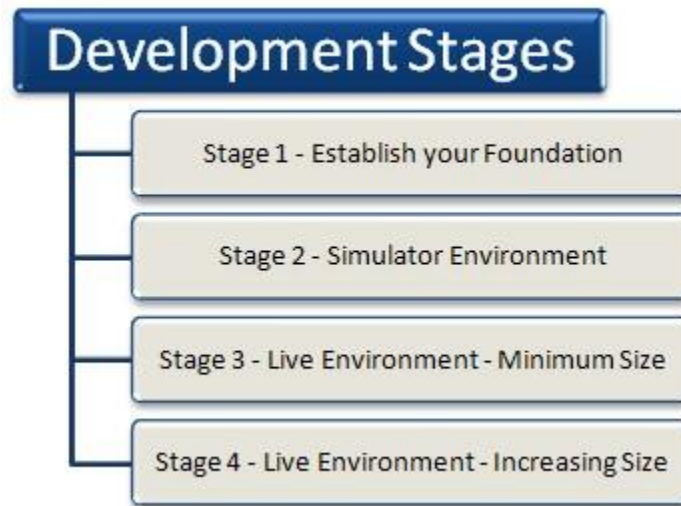 Development Stages
Stage 1 - Establish your Foundation
Stage 2 - Simulator Environment
Stage 3 - Live Environment - Minimum Size
Stage 4 - Live Environment - Increasing Size